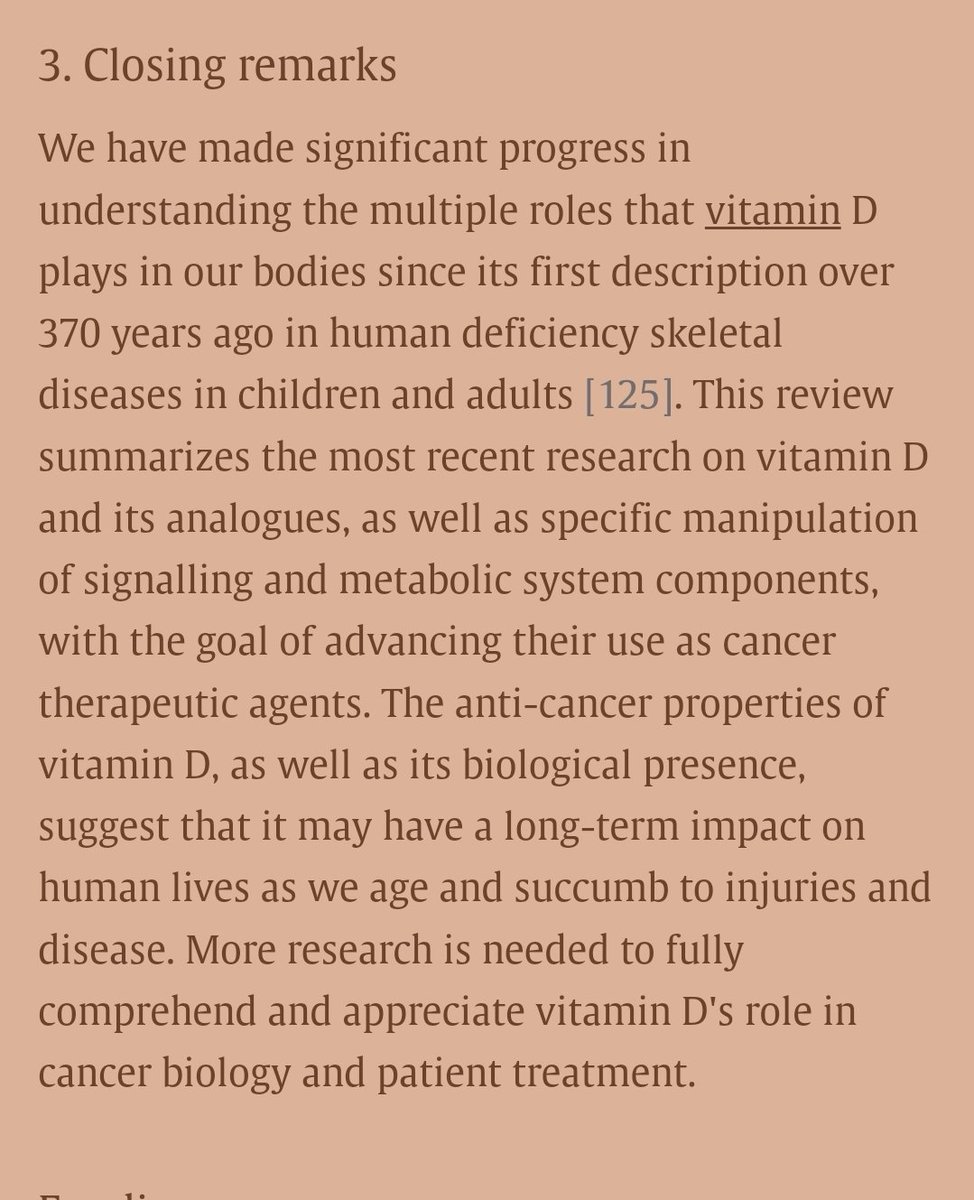 3. Closing remarks
We have made significant progress in
understanding the multiple roles that vitamin D
plays in our bodies since its first description over
370 years ago in human deficiency skeletal
diseases in children and adults [125]. This review
summarizes the most recent research on vitamin D
and its analogues, as well as specific manipulation
of signalling and metabolic system components,
with the goal of advancing their use as cancer
therapeutic agents. The anti-cancer properties of
vitamin D, as well as its biological presence,
suggest that it may have a long-term impact on
human lives as we age and succumb to injuries and
disease. More research is needed to fully
comprehend and appreciate vitamin D's role in
cancer biology and patient treatment.